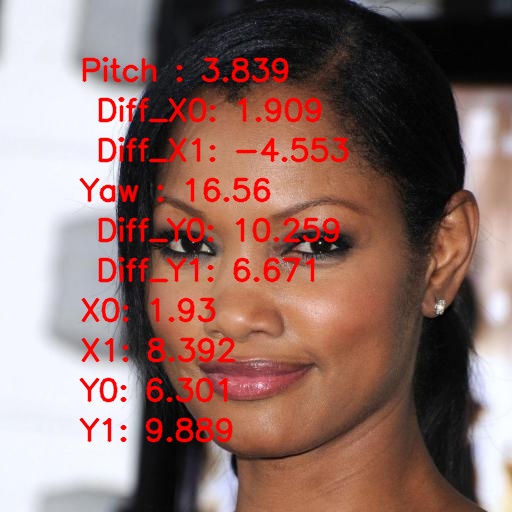 Pitch : 3.839
Diff_X0: 1.909
Diff_X1: -4.553
Yaw : 16.56
Diff_Y0: 10.259
Diff_Y1: 6.671
X0: 1.93
X1: 8.392
Y0: 6.301
Y1: 9.889